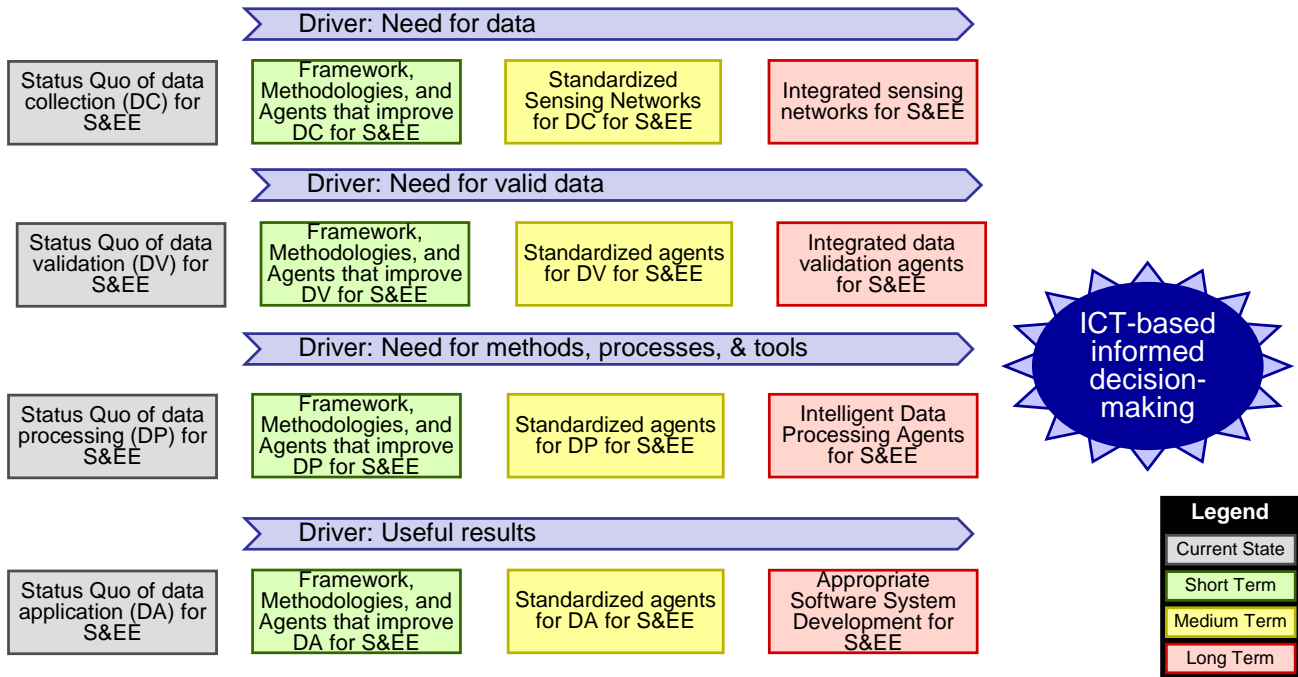 Driver: Need for data
Status Quo of data
collection (DC) for
S&EE
Framework,
Methodologies, and
Agents that improve
DC for S&EE
Standardized
Sensing Networks
for DC for S&EE
Integrated sensing
networks for S&EE
Driver: Need for valid data
Status Quo of data
validation (DV) for
S&EE
Framework,
Methodologies, and
Agents that improve
DV for S&EE
Standardized agents
for DV for S&EE
Integrated data
validation agents
for S&EE
Driver: Need for methods, processes, & tools
Status Quo of data
processing (DP) for
S&EE
Framework,
Methodologies, and
Agents that improve
DP for S&EE
Standardized agents
for DP for S&EE
Intelligent Data
Processing Agents
for S&EE
Driver: Useful results
Status Quo of data
application (DA) for
S&EE
Framework,
Methodologies, and
Agents that improve
DA for S&EE
Standardized agents
for DA for S&EE
Appropriate
Software System
Development for
S&EE
ICT-based
informed
decision-
making
Legend
Current State
Short Term
Medium Term
Long Term